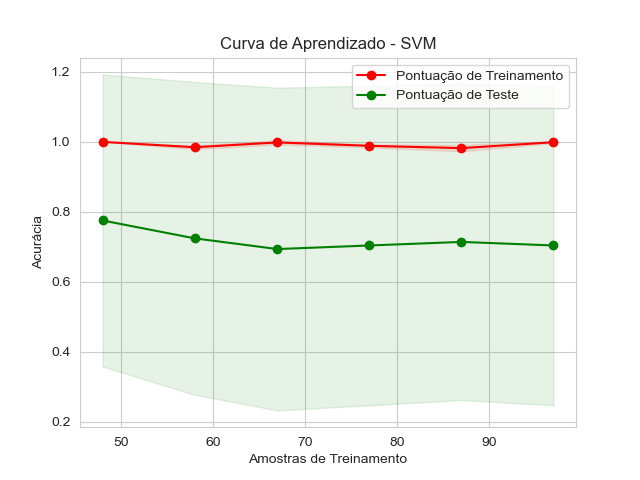 Curva de Aprendizado - SVM
Pontuação de Treinamento
Pontuação de Teste
Acurácia
1.2
1.0
0.8
0.6
0.4
0.2
50 60 70 80 90
Amostras de Treinamento